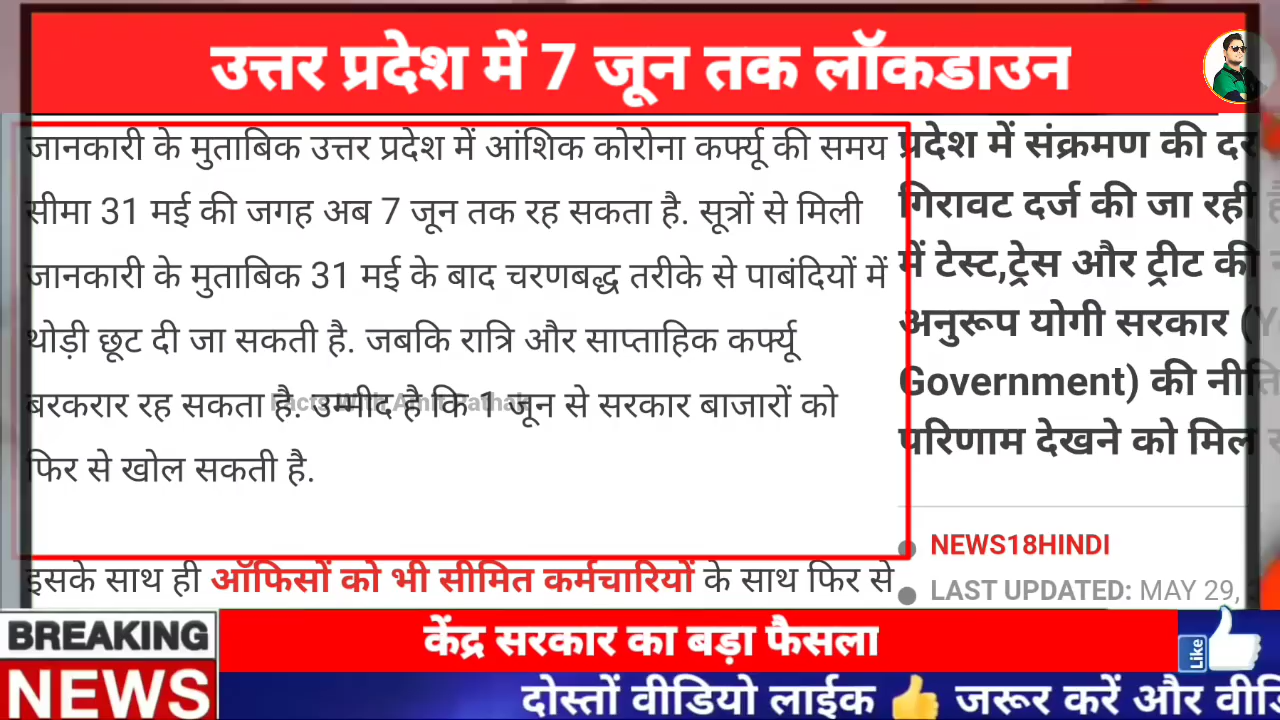 उत्तर प्रदेश में 7 जून तक लॉकडाउन
जानकारी के मुताबिक उत्तर प्रदेश में आंशिक कोरोना कर्फ्यू की समय
सीमा 31 मई की जगह अब 7 जून तक रह सकता है. सूत्रों से मिली
जानकारी के मुताबिक 31 मई के बाद चरणबद्ध तरीके से पाबंदियों में
थोड़ी छूट दी जा सकती है. जबकि रात्रि और साप्ताहिक कर्फ्यू
बरकरार रह सकता है. उम्मीद है कि 1 जून से सरकार बाजारों को
फिर से खोल सकती है.
इसके साथ ही ऑफिसों को भी सीमित कर्मचारियों के साथ फिर से
प्रदेश में संक्रमण की दर
गिरावट दर्ज की जा रही है
में टेस्ट,ट्रेस और ट्रीट की
अनुरूप योगी सरकार (Y
Government) की नीति
परिणाम देखने को मिल
NEWS18HINDI
LAST UPDATED: MAY 29,
BREAKING
NEWS
केंद्र सरकार का बड़ा फैसला
Like
दोस्तों वीडियो लाईक 👍 जरूर करें और वीडि